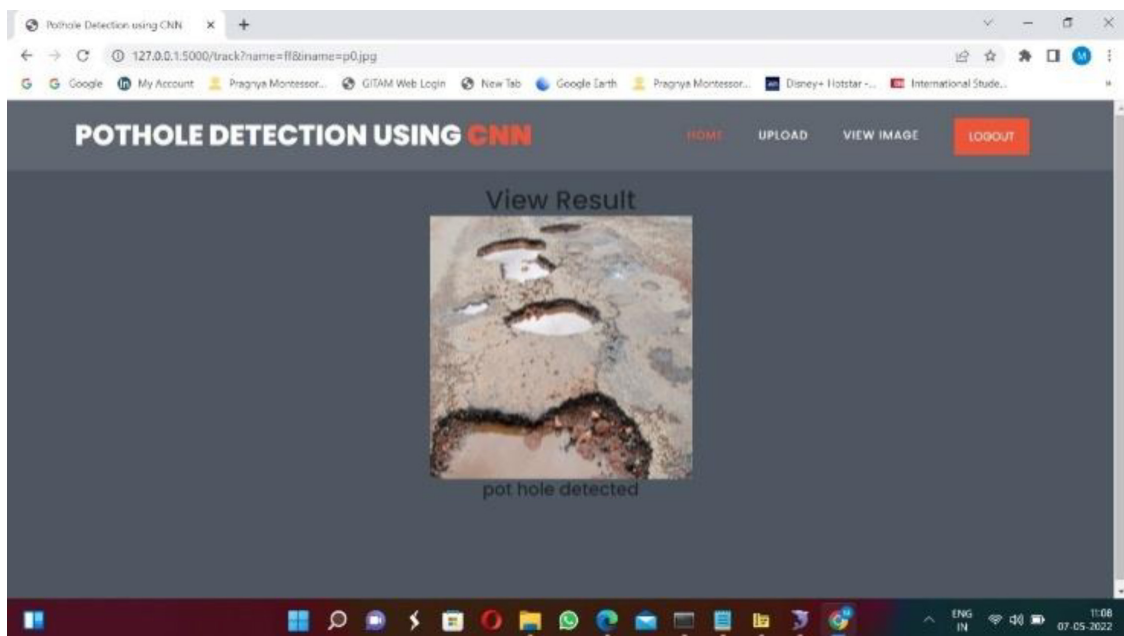 Pothole Detection using CNN
127.0.0.1:5000/track?name=ff&iname=p0.jpg
G Google My Account Pragnya Montessor... GITAM Web Login New Tab Google Earth Pragnya Montessor... Disney+ Hotstar -... International Stude...
POTHOLE DETECTION USING CNN HOME UPLOAD VIEW IMAGE LOGOUT
View Result
pot hole detected
ENG
IN
11:08
07-05-2022